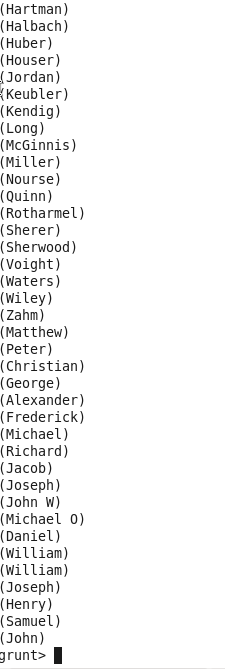 (Hartman)
(Halbach)
(Huber)
(Houser)
(Jordan)
(Keubler)
(Kendig)
(Long)
(McGinnis)
(Miller)
(Nourse)
(Quinn)
(Rotharmel)
(Sherer)
(Sherwood)
(Voight)
(Waters)
(Wiley)
(Zahm)
(Matthew)
(Peter)
(Christian)
(George)
(Alexander)
(Frederick)
(Michael)
(Richard)
(Jacob)
(Joseph)
(John W)
(Michael O)
(Daniel)
(William)
(William)
(Joseph)
(Henry)
(Samuel)
(John)
grunt>